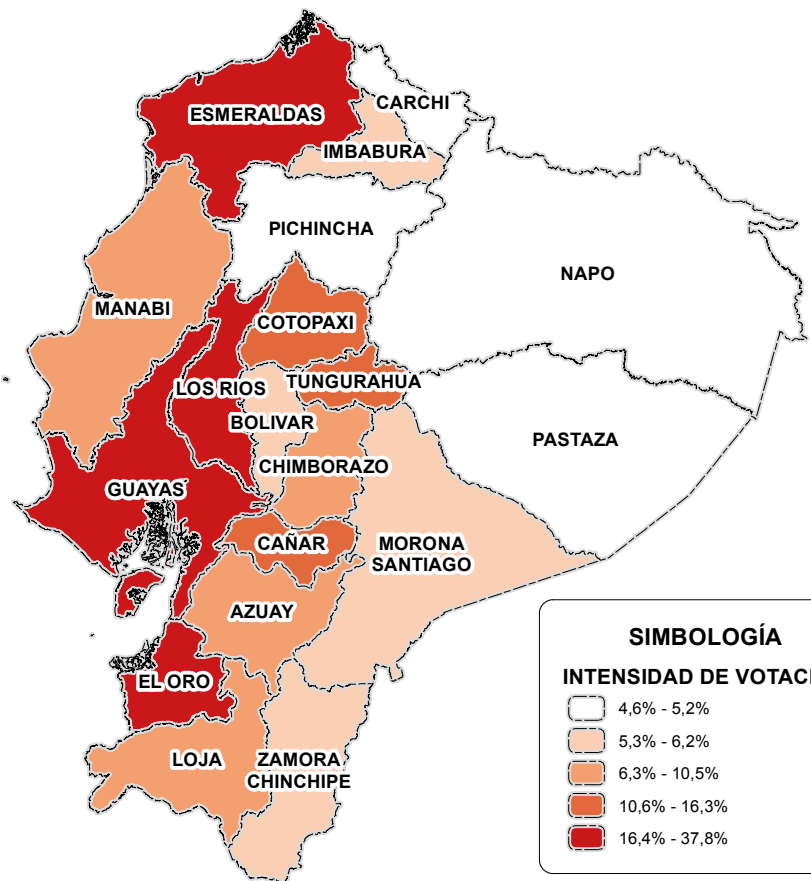 CARCHI
ESMERALDAS
IMBABURA
PICHINCHA
NAPO
MANABI
COTOPAXI
LOS RIOS
TUNGURAHUA
BOLIVAR
PASTAZA
CHIMBORAZO
GUAYAS
CAÑAR
MORONA
SANTIAGO
AZUAY
EL ORO
LOJA
ZAMORA
CHINCHIPE
SIMBOLOGÍA
INTENSIDAD DE VOTACI
4,6% - 5,2%
5,3% - 6,2%
6,3% - 10,5%
10,6% - 16,3%
16,4% - 37,8%